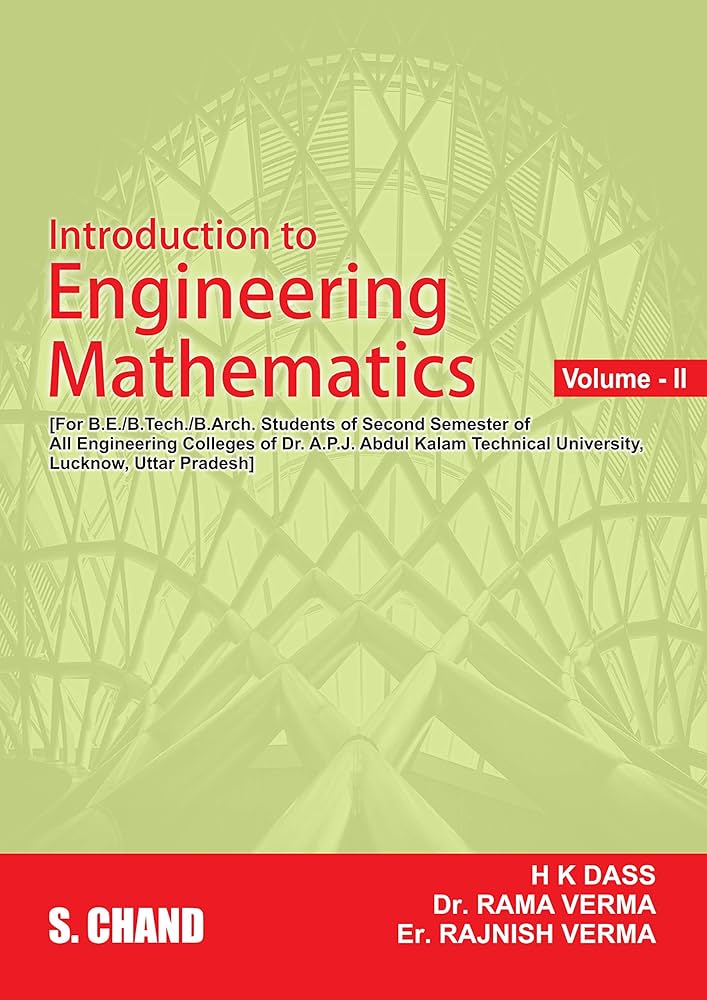 Introduction to
Engineering
Mathematics
Volume - II
[For B.E./B.Tech./B.Arch. Students of Second Semester of
All Engineering Colleges of Dr. A.P.J. Abdul Kalam Technical University,
Lucknow, Uttar Pradesh]
H K DASS
Dr. RAMA VERMA
Er. RAJNISH VERMA
S. CHAND